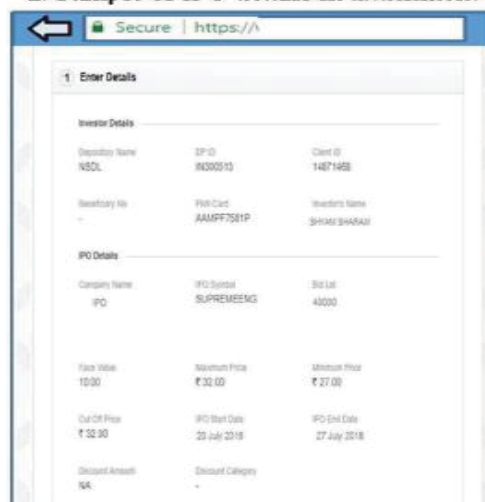 Secure | https://
1 Enter Details
Investor Details
Depository Name DP ID Client ID
NSDL IN300513 14871468
Beneficiary No PAN Card Investor's Name
- AAMPF7581P SHYAM SHARAM
IPO Details
Company Name IPO Symbol Bid Lot
IPO SUPREMEENG 40000
Face Value Maximum Price Minimum Price
10.00 ₹ 32.00 ₹ 27.00
Cut Off Price IPO Start Date IPO End Date
₹ 32.00 20 July 2018 27 July 2018
Discount Amount Discount Category
NA -